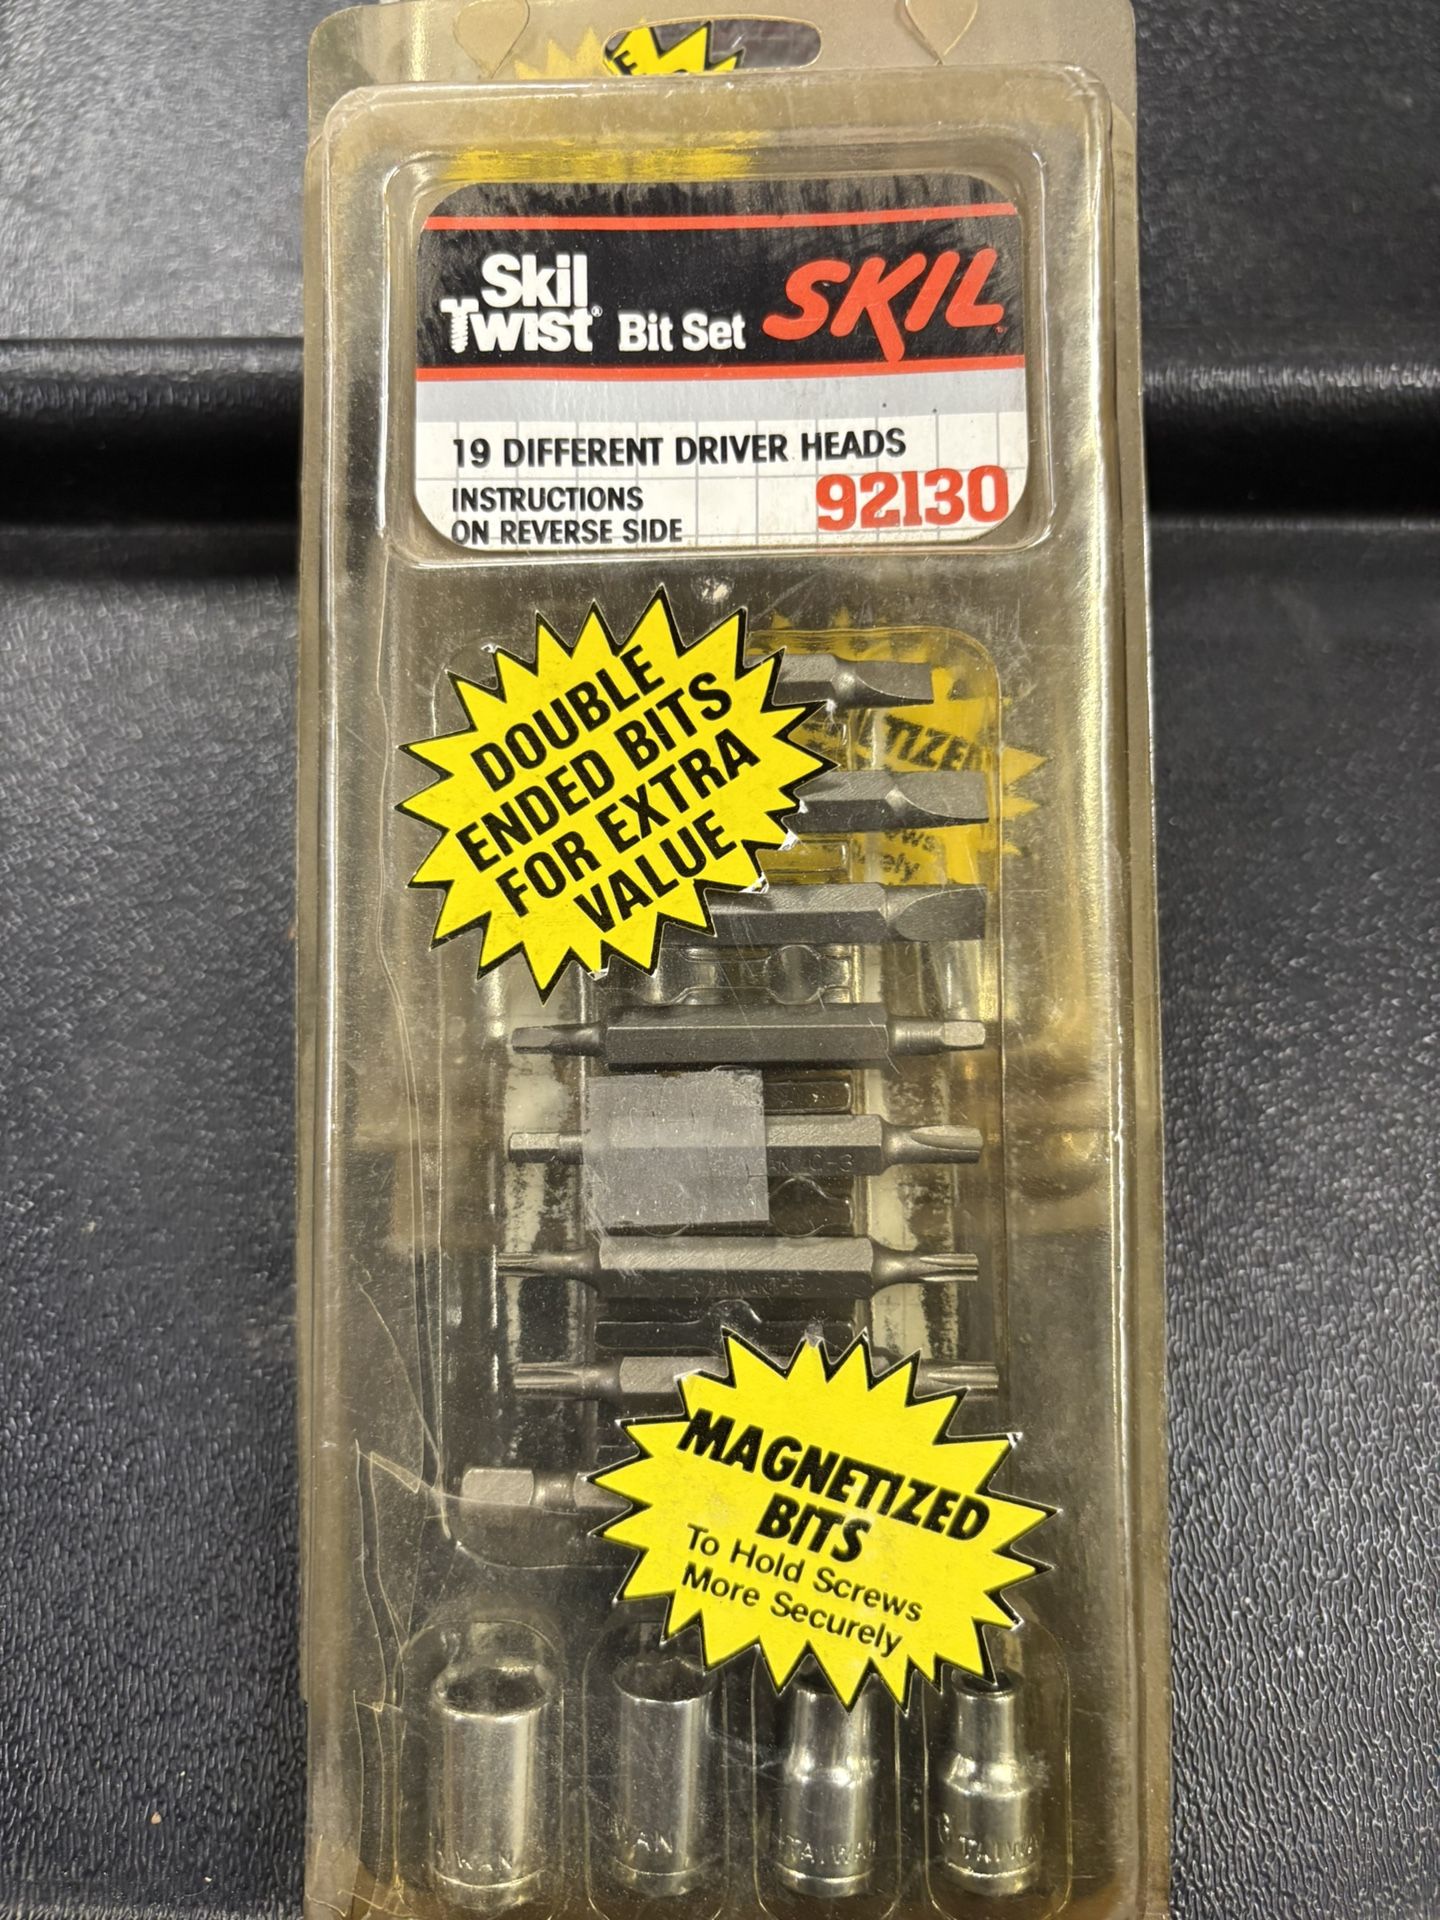 Skil
Twist® Bit Set SKIL
19 DIFFERENT DRIVER HEADS
INSTRUCTIONS
ON REVERSE SIDE
92130
DOUBLE
ENDED BITS
FOR EXTRA
VALUE
MAGNETIZED
BITS
To Hold Screws
More Securely
TAIWAN